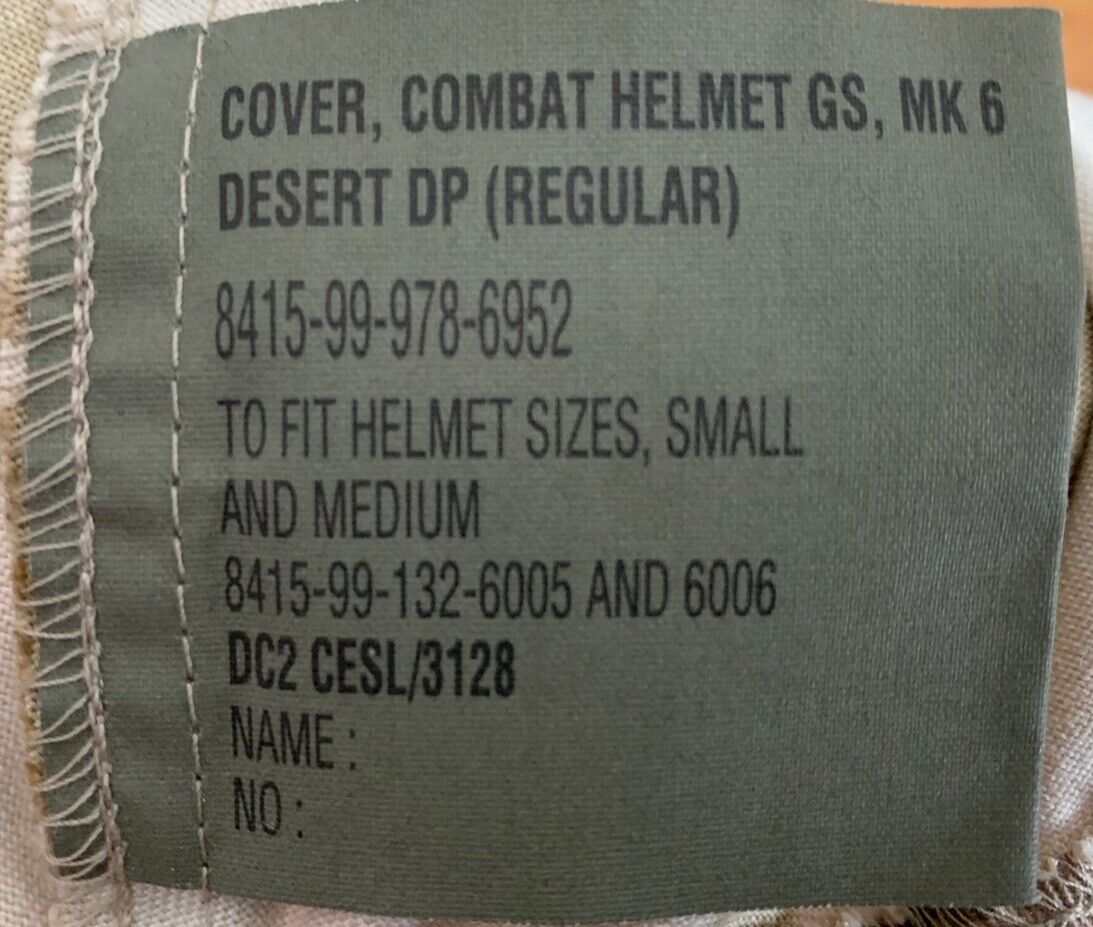 COVER, COMBAT HELMET GS, MK 6
DESERT DP (REGULAR)
8415-99-978-6952
TO FIT HELMET SIZES, SMALL
AND MEDIUM
8415-99-132-6005 AND 6006
DC2 CESL/3128
NAME :
NO :